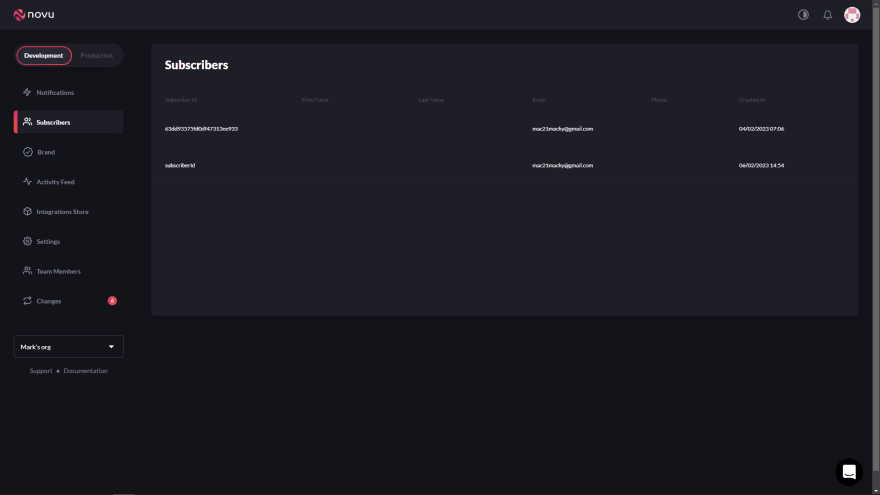 novu
Development Production
Notifications
Subscribers
Brand
Activity Feed
Integrations Store
Settings
Team Members
Changes
Mark's org
Support • Documentation
Subscribers
Subscriber Id First Name Last Name Email Phone Created At
mac21macky@gmail.com 04/02/2023 07:06
subscriberId mac21macky@gmail.com 06/02/2023 14:54